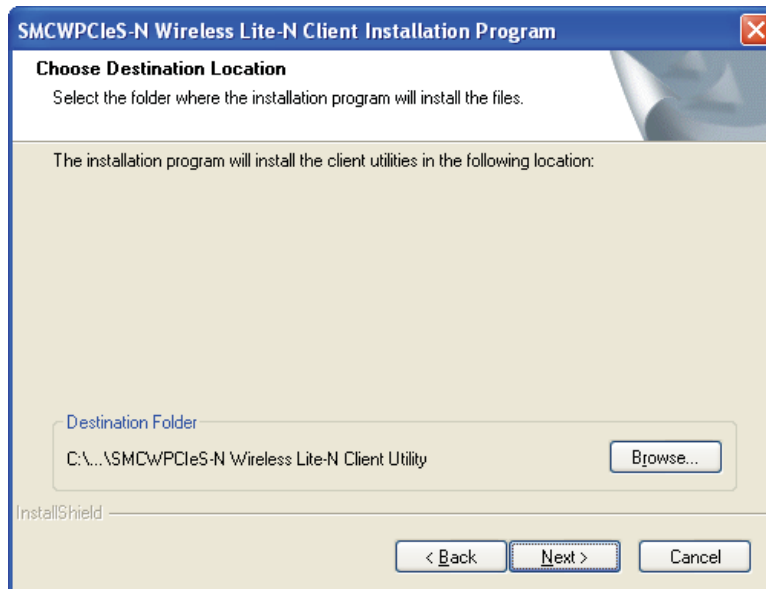 SMCWPCIeS-N Wireless Lite-N Client Installation Program
Choose Destination Location
Select the folder where the installation program will install the files.
The installation program will install the client utilities in the following location:
Destination Folder
C:\...\SMCWPCIeS-N Wireless Lite-N Client Utility
Browse...
InstallShield
< Back
Next >
Cancel